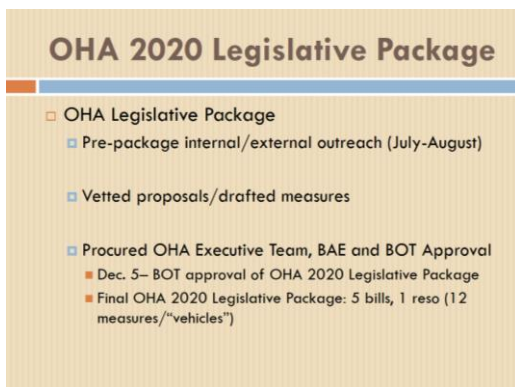 OHA 2020 Legislative Package
OHA Legislative Package
Pre-package internal/external outreach (July-August)
Vetted proposals/drafted measures
Procured OHA Executive Team, BAE and BOT Approval
Dec. 5– BOT approval of OHA 2020 Legislative Package
Final OHA 2020 Legislative Package: 5 bills, 1 reso (12
measures/“vehicles”)